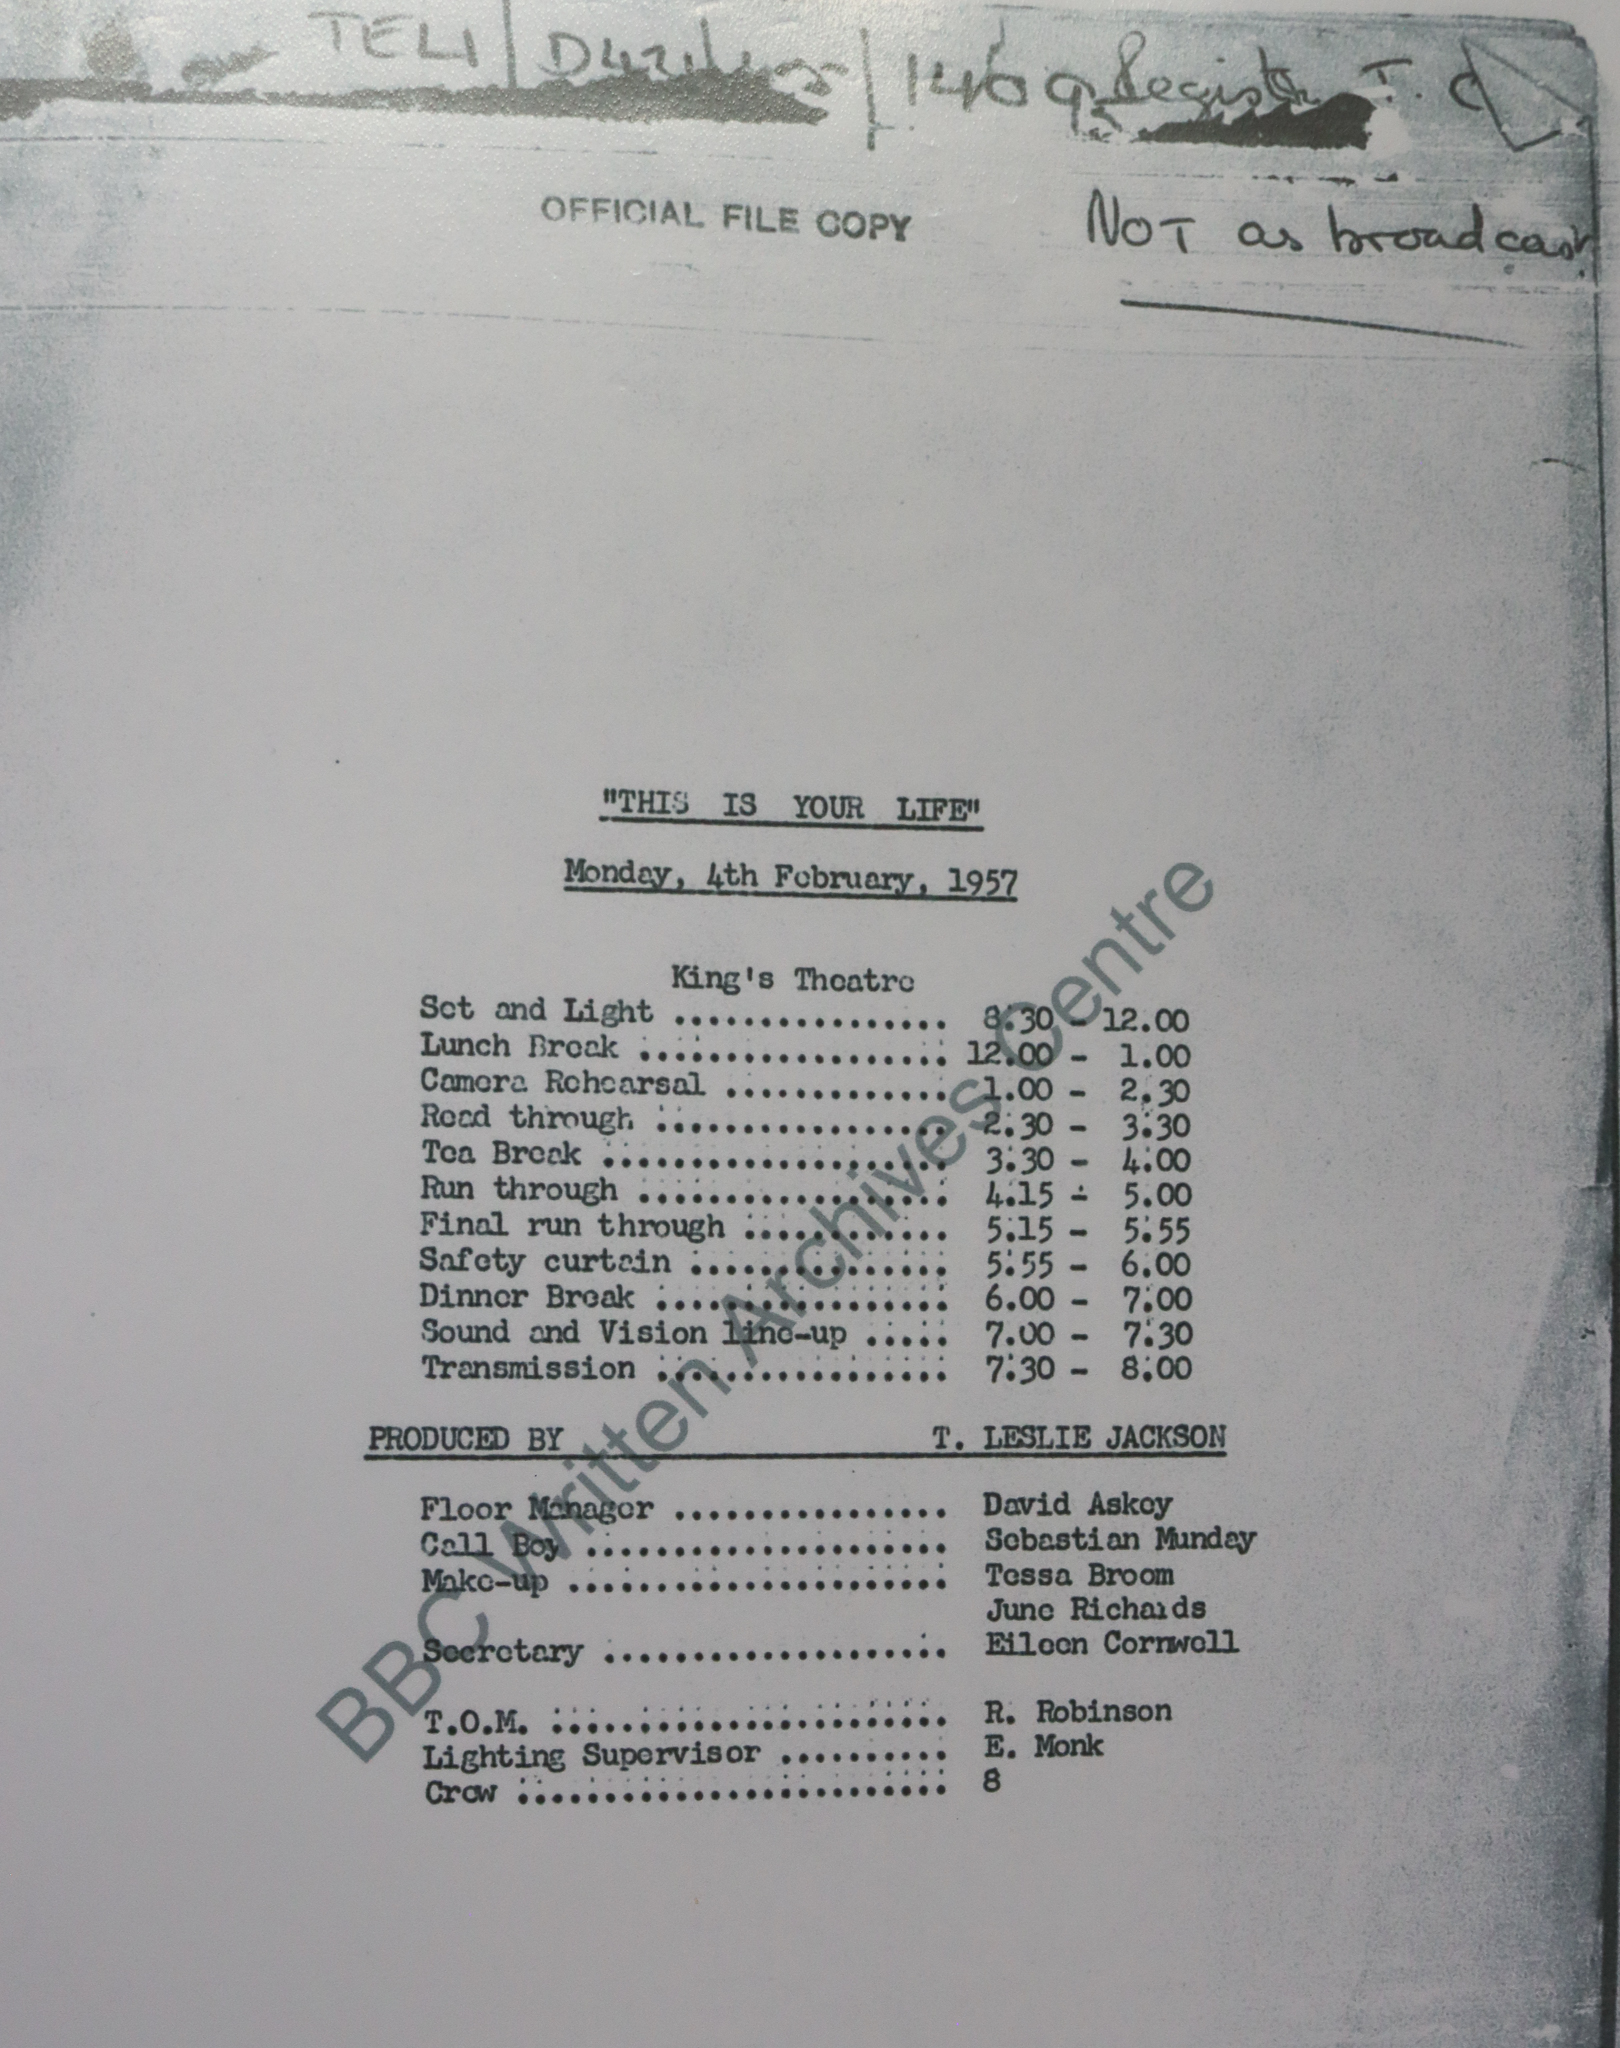 TEL1/ 1409 Registry T.C
OFFICIAL FILE COPY
NOT as broadcast.
"THIS IS YOUR LIFE"
Monday, 4th February, 1957
King's Theatre
Set and Light ................ 8.30 - 12.00
Lunch Break .................. 12.00 - 1.00
Camera Rehearsal ............. 1.00 - 2.30
Read through ................. 2.30 - 3.30
Tea Break .................... 3.30 - 4.00
Run through .................. 4.15 - 5.00
Final run through ............ 5.15 - 5.55
Safety curtain ............... 5.55 - 6.00
Dinner Break ................. 6.00 - 7.00
Sound and Vision line-up ..... 7.00 - 7.30
Transmission ................. 7.30 - 8.00
PRODUCED BY T. LESLIE JACKSON
Floor Manager ................ David Askey
Call Boy ..................... Sebastian Munday
Make-up ...................... Tessa Broom
June Richards
Secretary .................... Eileen Cornwell
T.O.M. ....................... R. Robinson
Lighting Supervisor .......... E. Monk
Crew ......................... 8
BBC Written Archives Centre